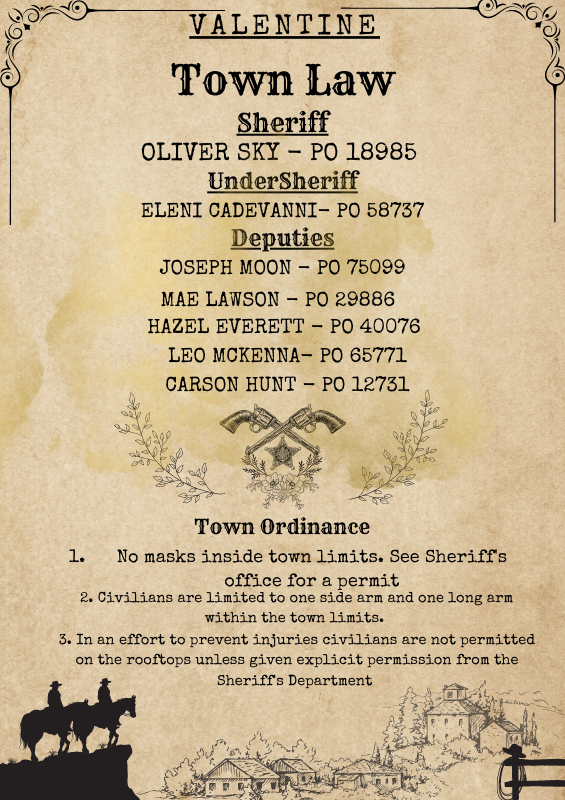 VALENTINE
Town Law
Sheriff
OLIVER SKY - PO 18985
UnderSheriff
ELENI CADEVANNI- PO 58737
Deputies
JOSEPH MOON - PO 75099
MAE LAWSON - PO 29886
HAZEL EVERETT - PO 40076
LEO MCKENNA- PO 65771
CARSON HUNT - PO 12731
Town Ordinance
1. No masks inside town limits. See Sheriff's
office for a permit
2. Civilians are limited to one side arm and one long arm
within the town limits.
3. In an effort to prevent injuries civilians are not permitted
on the rooftops unless given explicit permission from the
Sheriff's Department